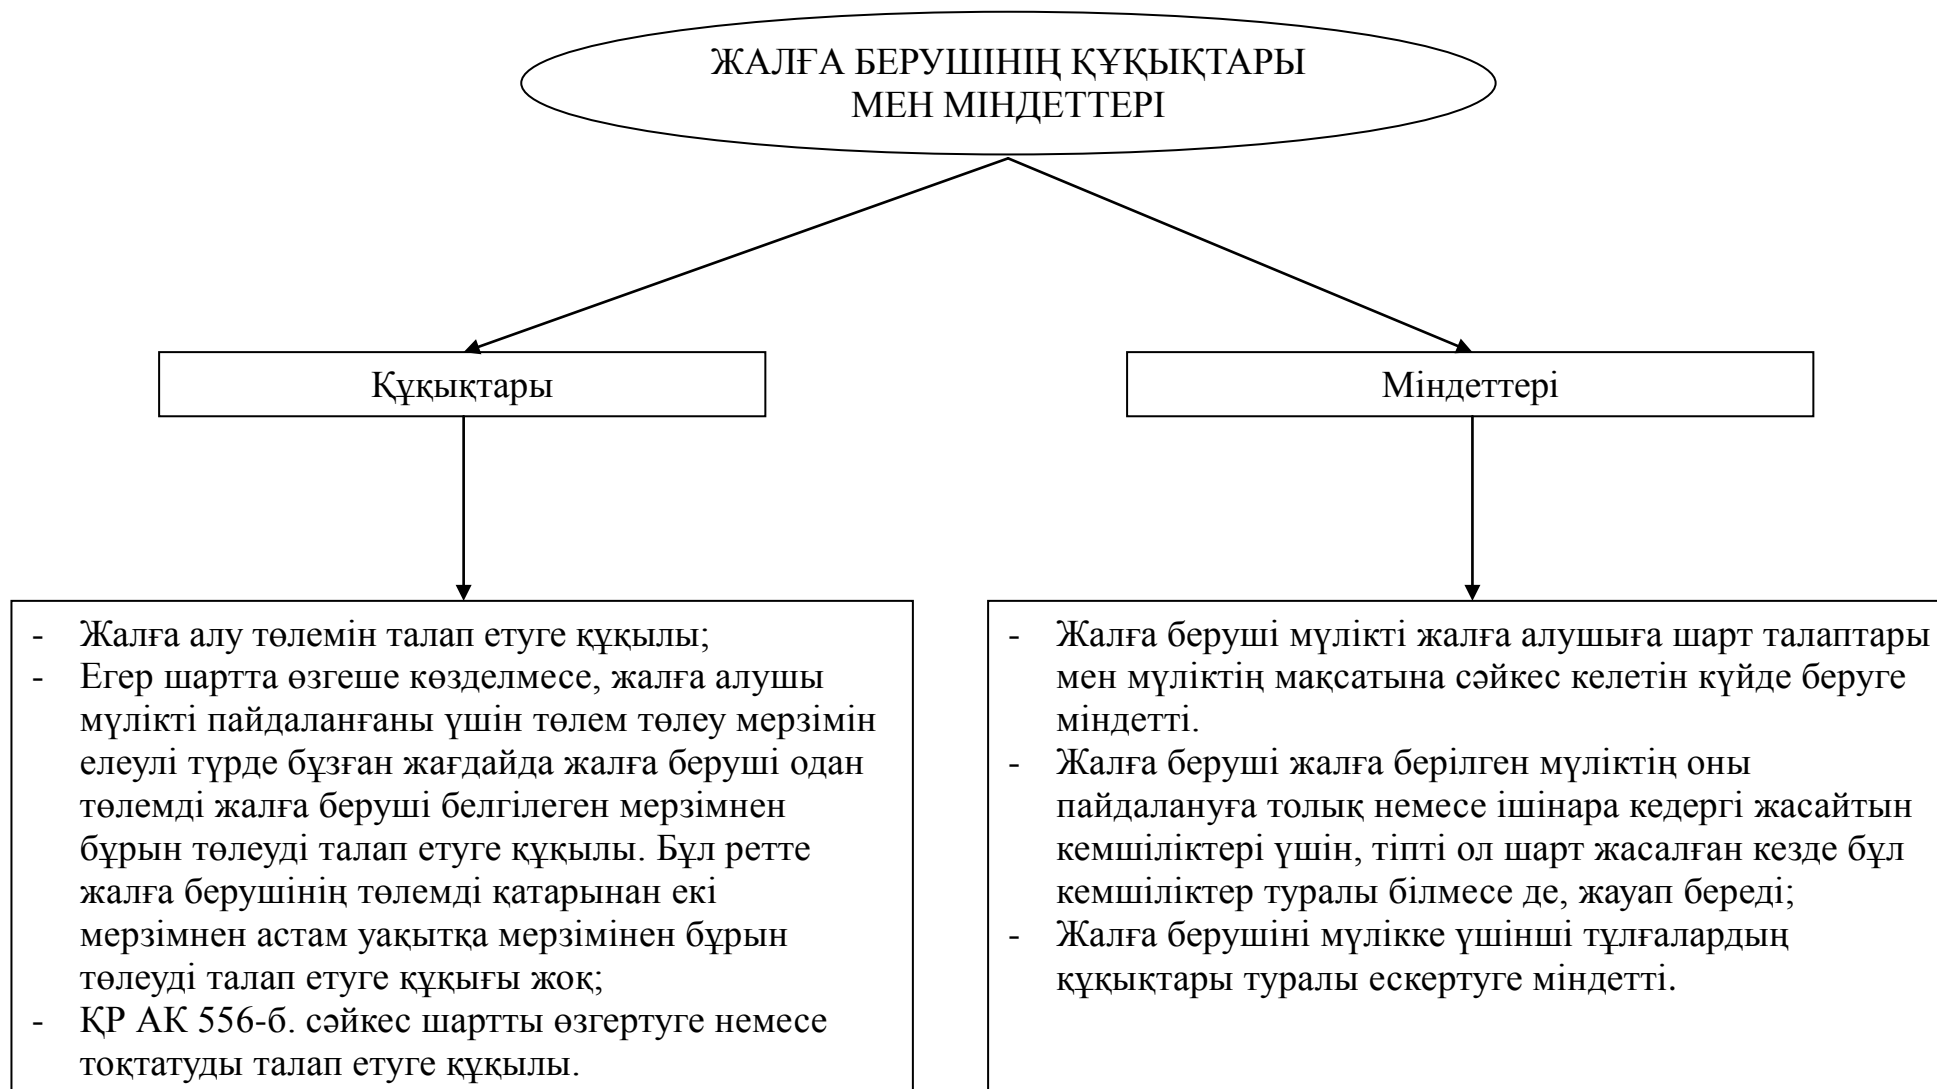 ЖАЛҒА БЕРУШІНІҢ ҚҰҚЫҚТАРЫ
МЕН МІНДЕТТЕРІ
Құқықтары
Міндеттері
- Жалға алу төлемін талап етуге құқылы;
- Егер шартта өзгеше көзделмесе, жалға алушы
мүлікті пайдаланғаны үшін төлем төлеу мерзімін
елеулі түрде бұзған жағдайда жалға беруші одан
төлемді жалға беруші белгілеген мерзімнен
бұрын төлеуді талап етуге құқылы. Бұл ретте
жалға берушінің төлемді қатарынан екі
мерзімнен астам уақытқа мерзімінен бұрын
төлеуді талап етуге құқығы жоқ;
- ҚР АК 556-б. сәйкес шартты өзгертуге немесе
тоқтатуды талап етуге құқылы.
- Жалға беруші мүлікті жалға алушыға шарт талаптары
мен мүліктің мақсатына сәйкес келетін күйде беруге
міндетті.
- Жалға беруші жалға берілген мүліктің оны
пайдалануға толық немесе ішінара кедергі жасайтын
кемшіліктері үшін, тіпті ол шарт жасалған кезде бұл
кемшіліктер туралы білмесе де, жауап береді;
- Жалға берушіні мүлікке үшінші тұлғалардың
құқықтары туралы ескертуге міндетті.